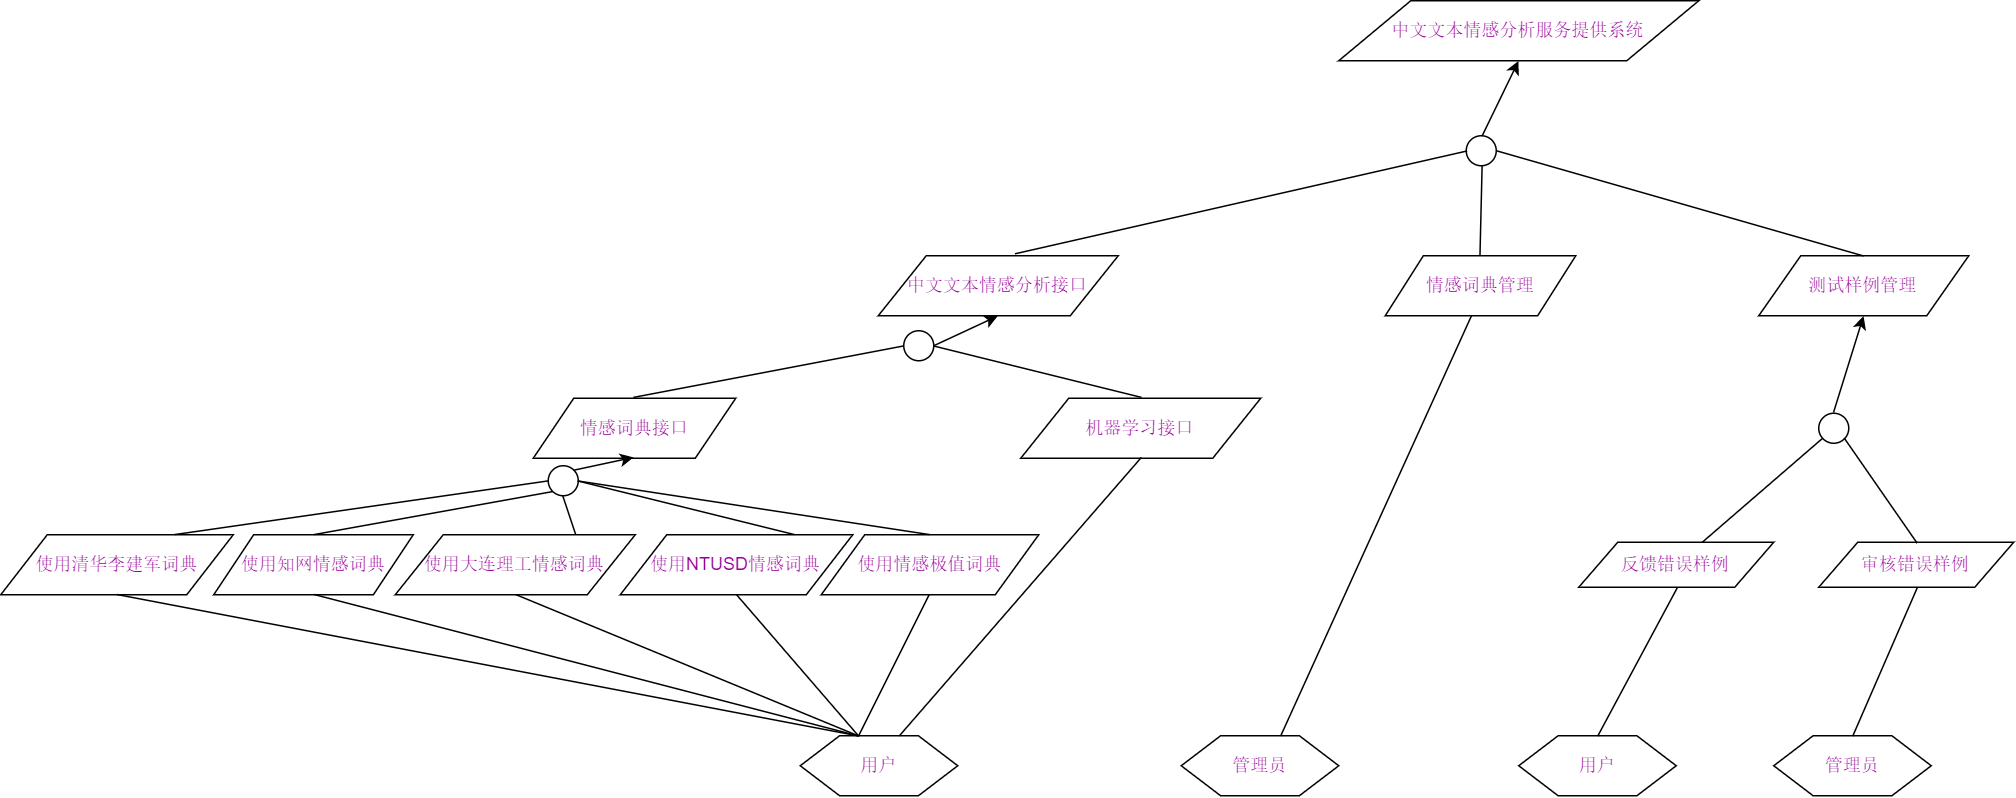 中文文本情感分析服务提供系统
中文文本情感分析接口
情感词典管理
测试样例管理
情感词典接口
机器学习接口
使用清华李建军词典
使用知网情感词典
使用大连理工情感词典
使用NTUSD情感词典
使用情感极值词典
反馈错误样例
审核错误样例
用户
管理员
用户
管理员